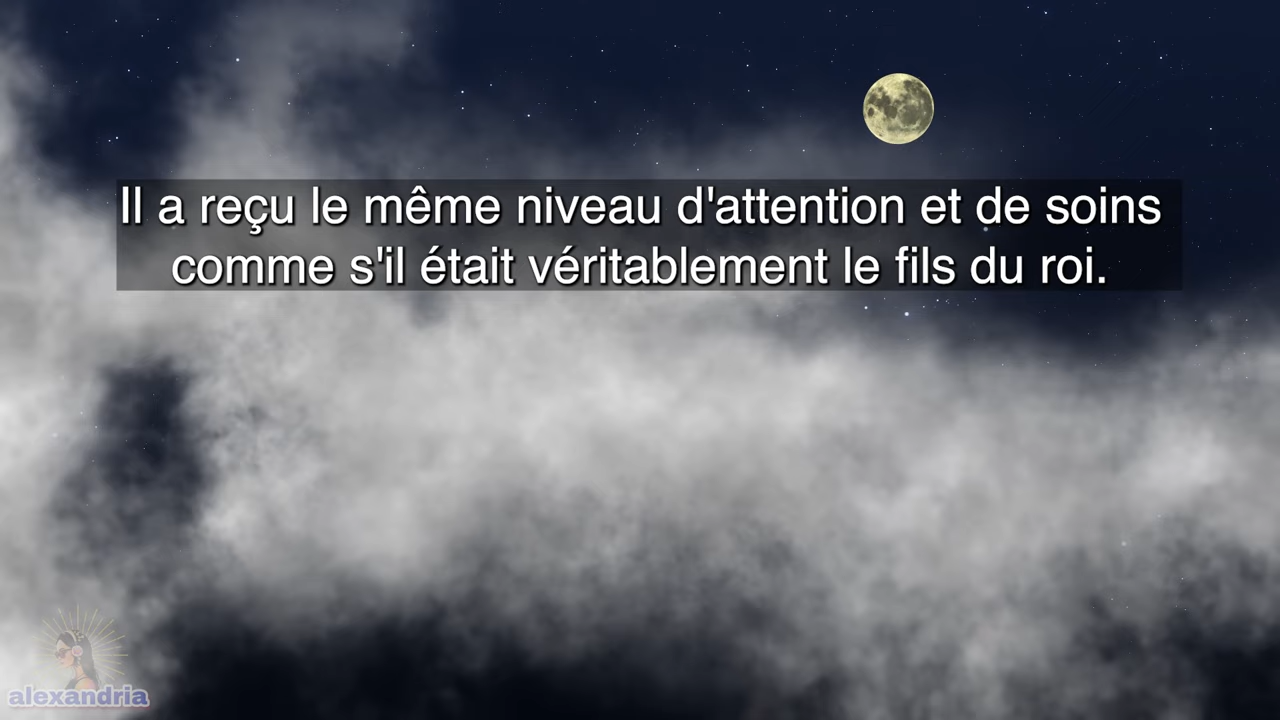 Il a reçu le même niveau d'attention et de soins
comme s'il était véritablement le fils du roi.
alexandria